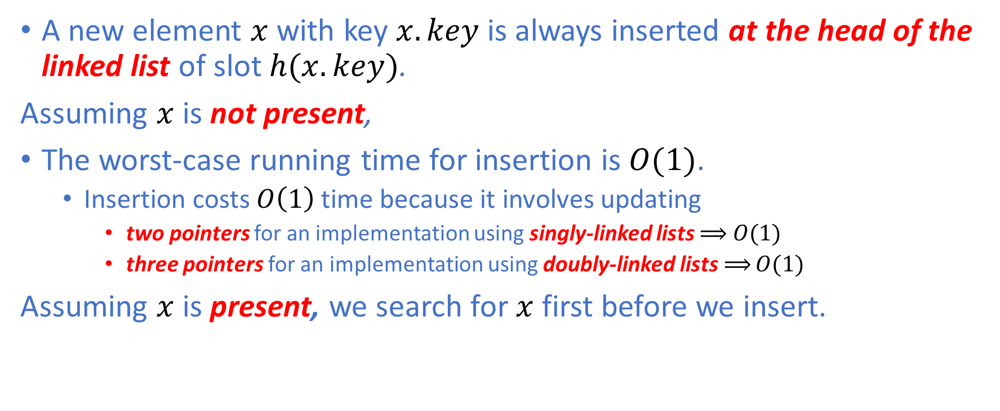 • A new element x with key x.key is always inserted at the head of the
linked list of slot h(x.key).
Assuming x is not present,
• The worst-case running time for insertion is O(1).
• Insertion costs O(1) time because it involves updating
• two pointers for an implementation using singly-linked lists ⟹ O(1)
• three pointers for an implementation using doubly-linked lists ⟹ O(1)
Assuming x is present, we search for x first before we insert.